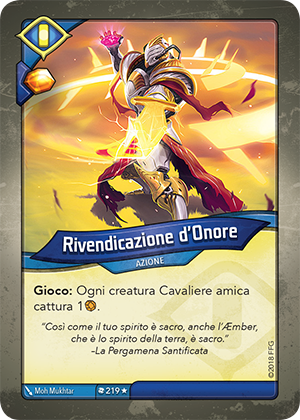 Rivendicazione d'Onore
AZIONE
Gioco: Ogni creatura Cavaliere amica
cattura 1.
"Così come il tuo spirito è sacro, anche l'Æmber,
che è lo spirito della terra, è sacro."
-La Pergamena Santificata
©2018 FFG
Moh Mukhtar
219